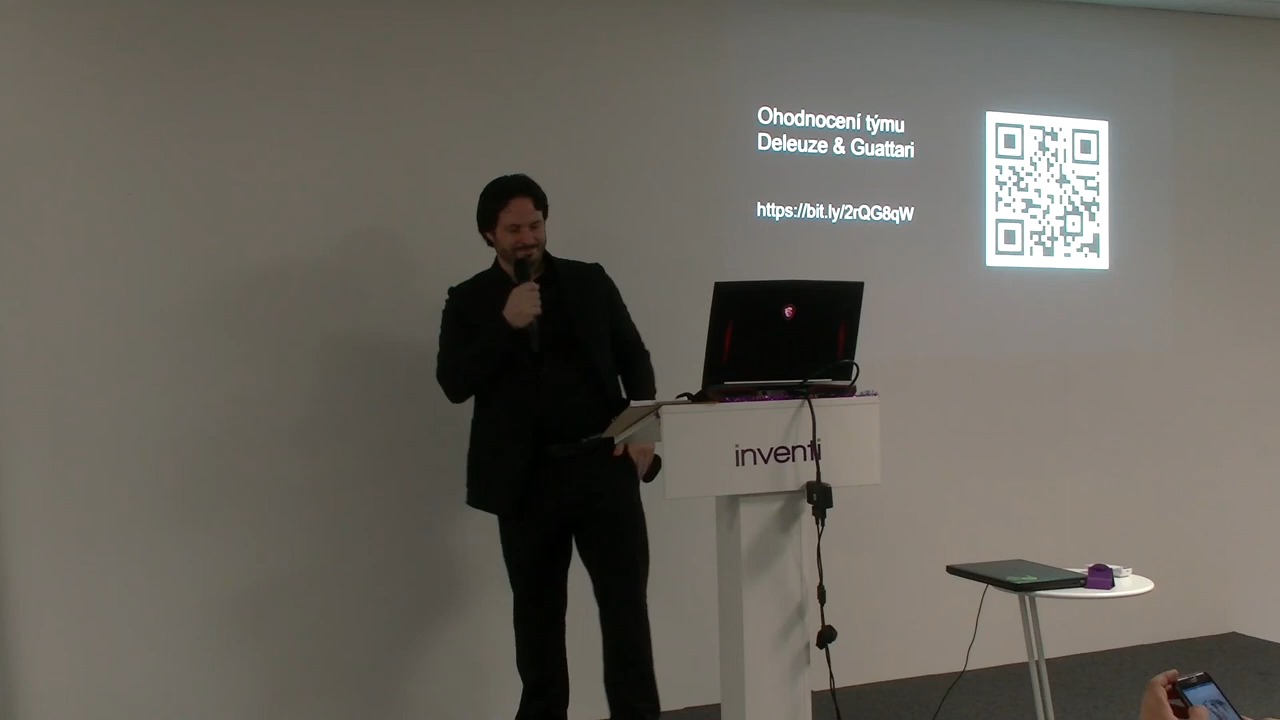 Ohodnocení týmu
Deleuze & Guattari
https://bit.ly/2rQG8qW
inventi